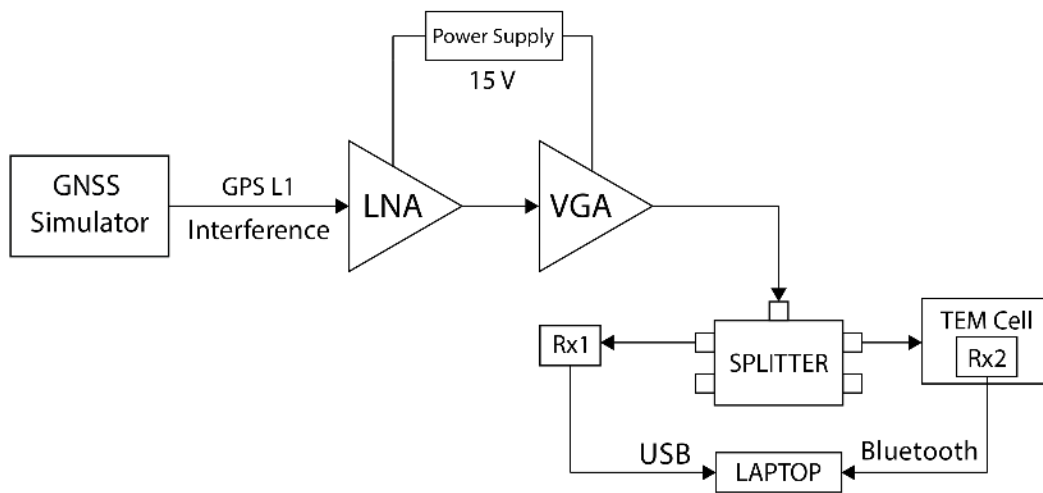 Power Supply
15 V
GNSS
Simulator
GPS L1
Interference
LNA
VGA
TEM Cell
Rx1
SPLITTER
Rx2
USB
LAPTOP
Bluetooth